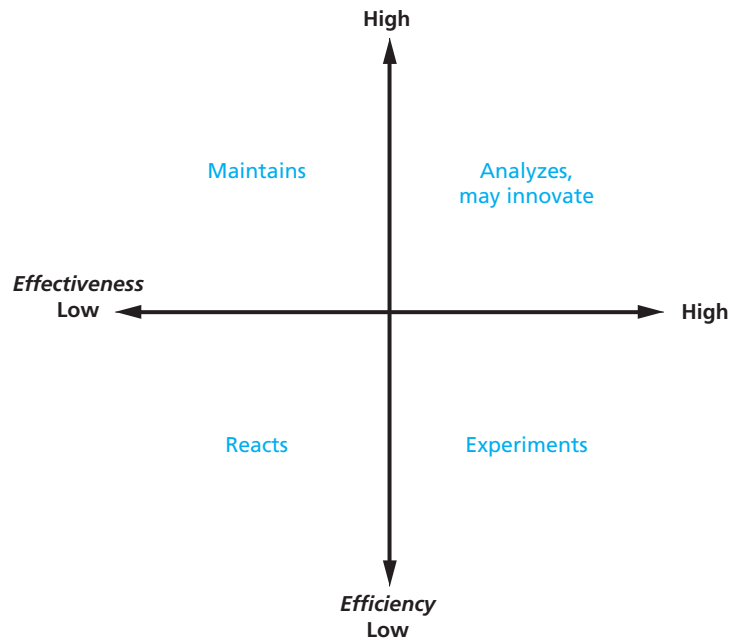 High
Maintains
Analyzes,
may innovate
Effectiveness
Low
High
Reacts
Experiments
Efficiency
Low